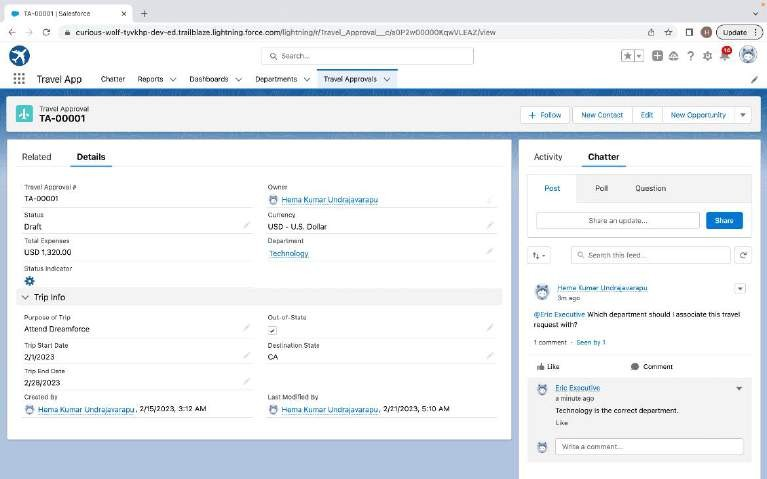 TA-00001 | Salesforce
curious-wolf-tyvkhp-dev-ed.trailblaze.lightning.force.com/lightning/r/Travel_Approval__c/a0P2w00000KqwVLEAZ/view
H
Update
Search...
16
Travel App
Chatter
Reports
Dashboards
Departments
Travel Approvals
Travel Approval
TA-00001
+ Follow
New Contact
Edit
New Opportunity
Related
Details
Travel Approval #
TA-00001
Owner
Hema Kumar Undrajavarapu
Status
Draft
Currency
USD - U.S. Dollar
Total Expenses
USD 1,320.00
Department
Technology
Status Indicator
Trip Info
Purpose of Trip
Attend Dreamforce
Out-of-State
Trip Start Date
2/1/2023
Destination State
CA
Trip End Date
2/28/2023
Created By
Hema Kumar Undrajavarapu, 2/15/2023, 3:12 AM
Last Modified By
Hema Kumar Undrajavarapu, 2/21/2023, 5:10 AM
Activity
Chatter
Post
Poll
Question
Share an update...
Share
Search this feed...
Hema Kumar Undrajavarapu
3m ago
@Eric Executive Which department should I associate this travel
request with?
1 comment · Seen by 1
Like
Comment
Eric Executive
a minute ago
Technology is the correct department.
Like
Write a comment...